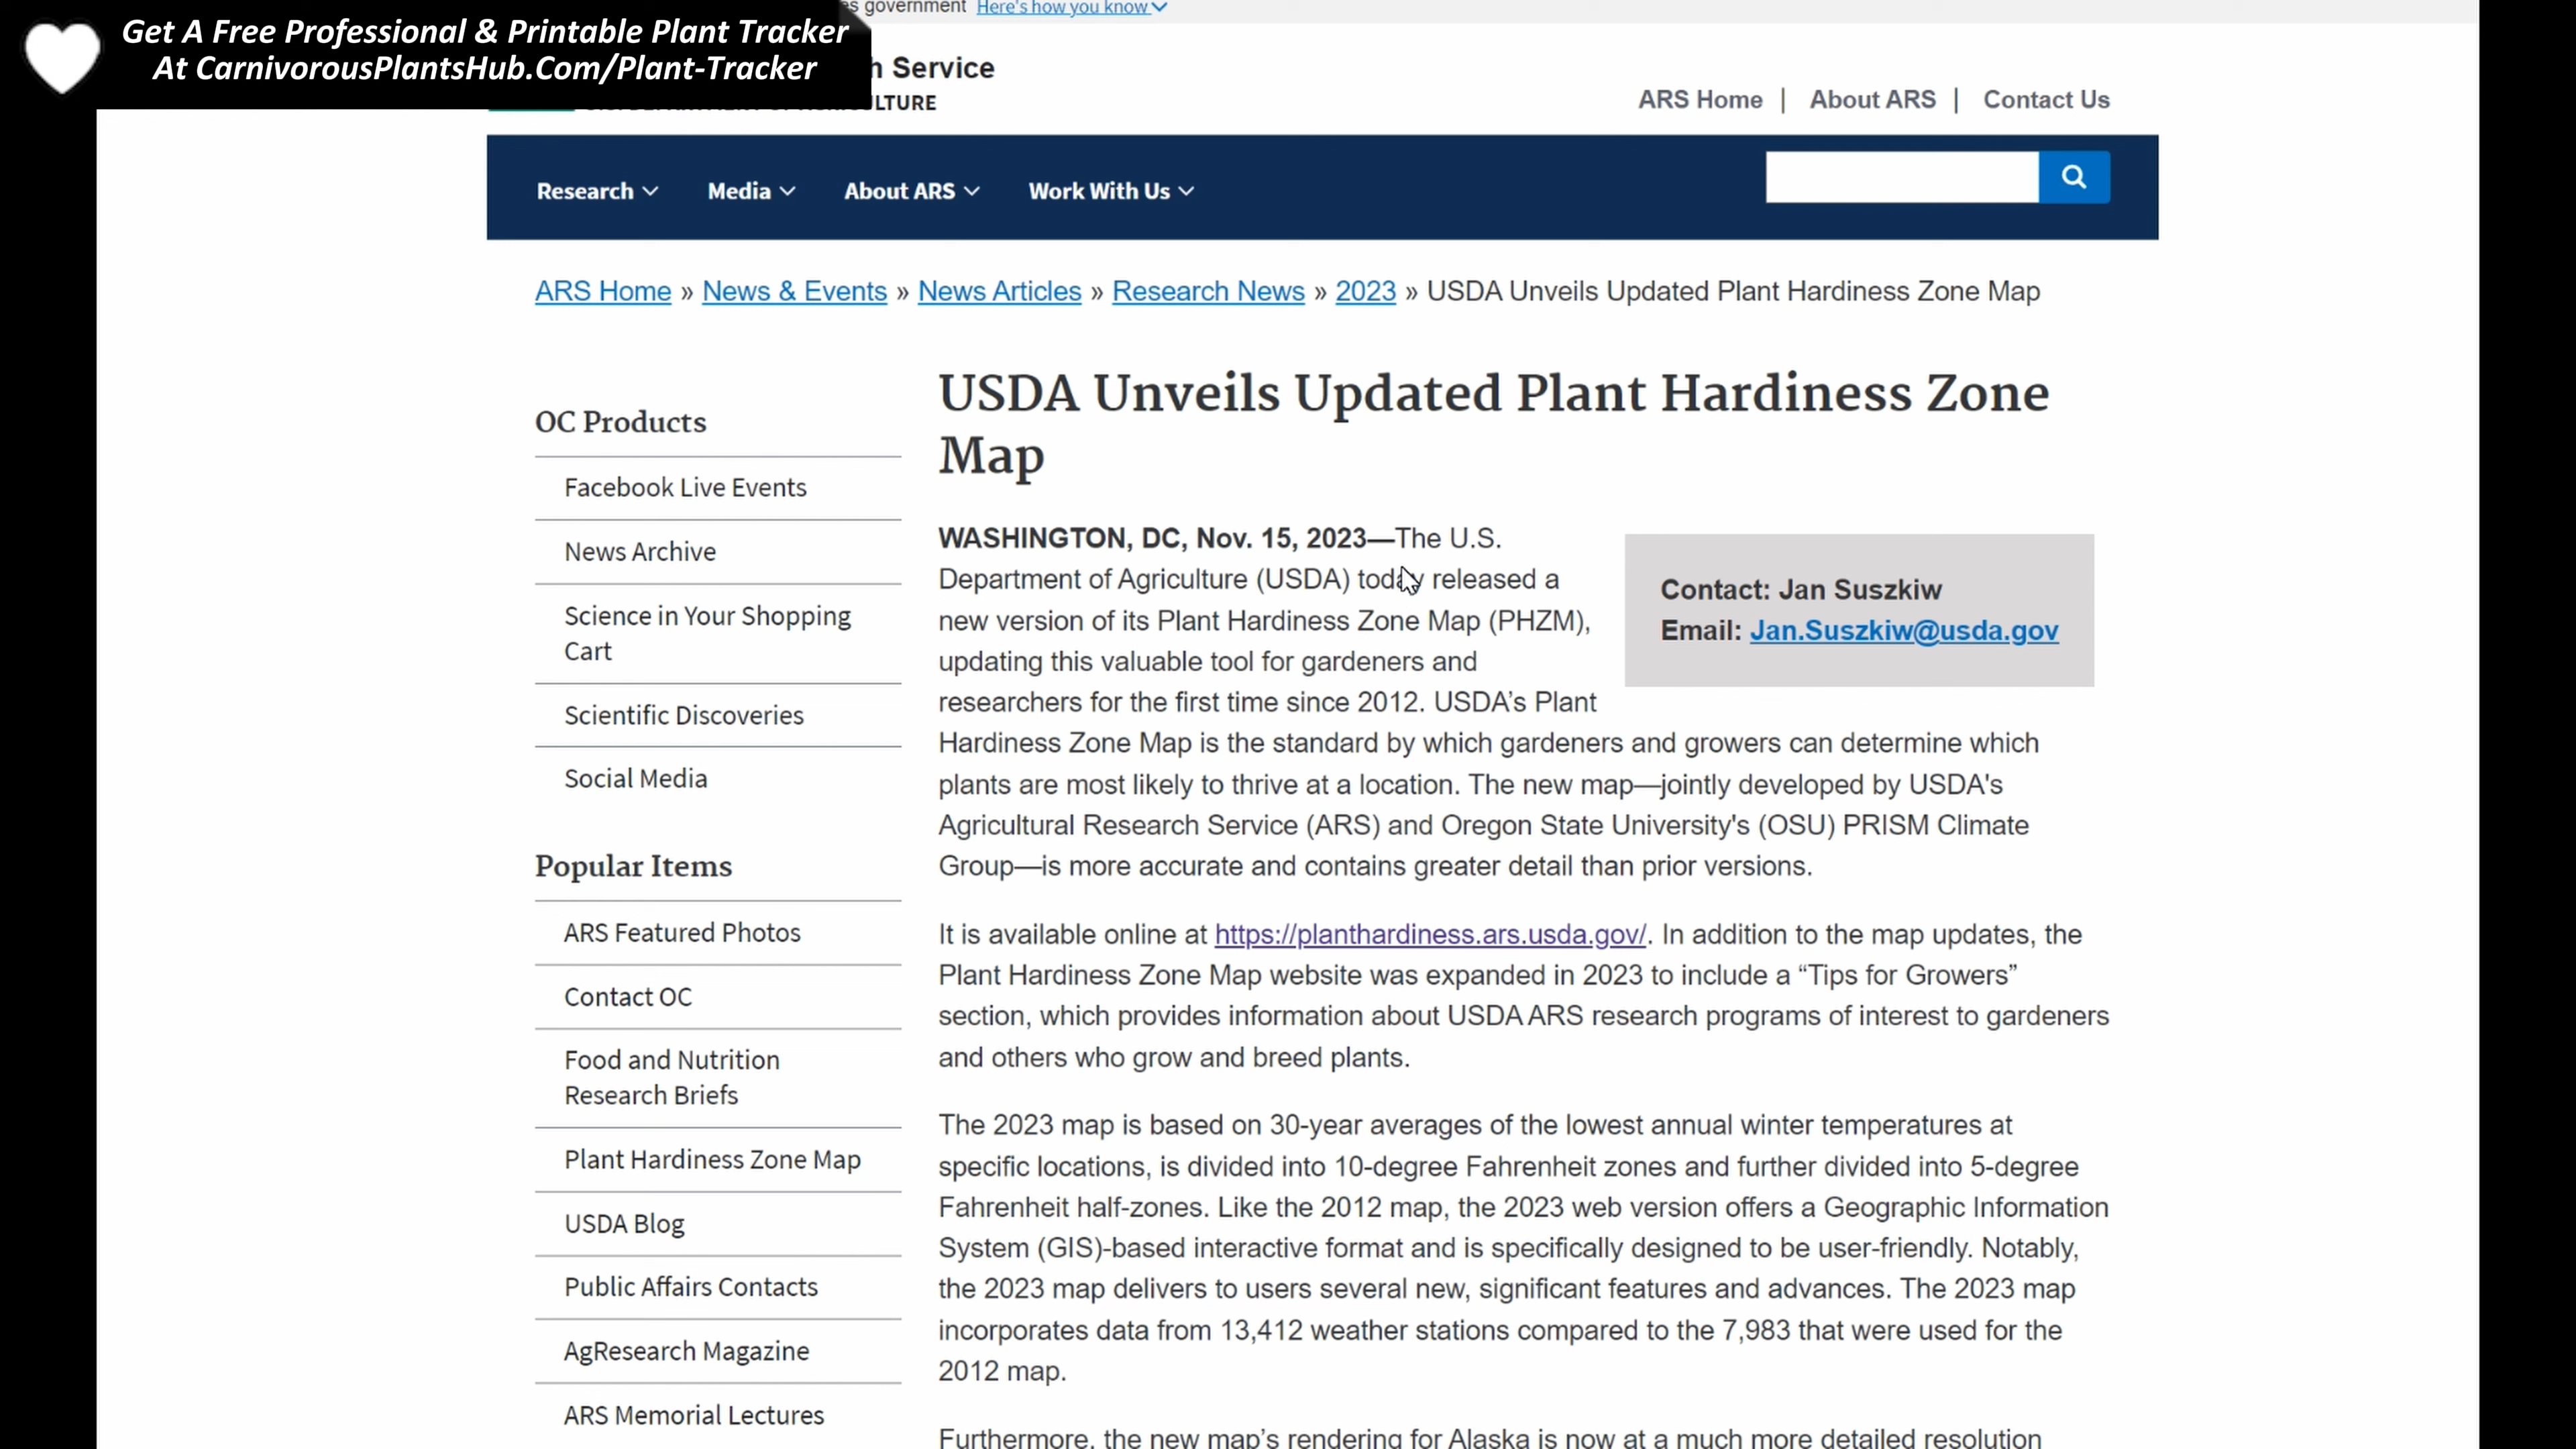 Get A Free Professional & Printable Plant Tracker
At CarnivorousPlantsHub.Com/Plant-Tracker
government Here's how you know
Service
ARS Home | About ARS | Contact Us
Research Media About ARS Work With Us
ARS Home » News & Events » News Articles » Research News » 2023 » USDA Unveils Updated Plant Hardiness Zone Map
OC Products
Facebook Live Events
News Archive
Science in Your Shopping
Cart
Scientific Discoveries
Social Media
Popular Items
ARS Featured Photos
Contact OC
Food and Nutrition
Research Briefs
Plant Hardiness Zone Map
USDA Blog
Public Affairs Contacts
AgResearch Magazine
ARS Memorial Lectures
USDA Unveils Updated Plant Hardiness Zone
Map
WASHINGTON, DC, Nov. 15, 2023—The U.S.
Department of Agriculture (USDA) today released a
new version of its Plant Hardiness Zone Map (PHZM),
updating this valuable tool for gardeners and
researchers for the first time since 2012. USDA’s Plant
Hardiness Zone Map is the standard by which gardeners and growers can determine which
plants are most likely to thrive at a location. The new map—jointly developed by USDA's
Agricultural Research Service (ARS) and Oregon State University's (OSU) PRISM Climate
Group—is more accurate and contains greater detail than prior versions.
Contact: Jan Suszkiw
Email: Jan.Suszkiw@usda.gov
It is available online at https://planthardiness.ars.usda.gov/. In addition to the map updates, the
Plant Hardiness Zone Map website was expanded in 2023 to include a “Tips for Growers”
section, which provides information about USDA ARS research programs of interest to gardeners
and others who grow and breed plants.
The 2023 map is based on 30-year averages of the lowest annual winter temperatures at
specific locations, is divided into 10-degree Fahrenheit zones and further divided into 5-degree
Fahrenheit half-zones. Like the 2012 map, the 2023 web version offers a Geographic Information
System (GIS)-based interactive format and is specifically designed to be user-friendly. Notably,
the 2023 map delivers to users several new, significant features and advances. The 2023 map
incorporates data from 13,412 weather stations compared to the 7,983 that were used for the
2012 map.
Furthermore, the new map’s rendering for Alaska is now at a much more detailed resolution